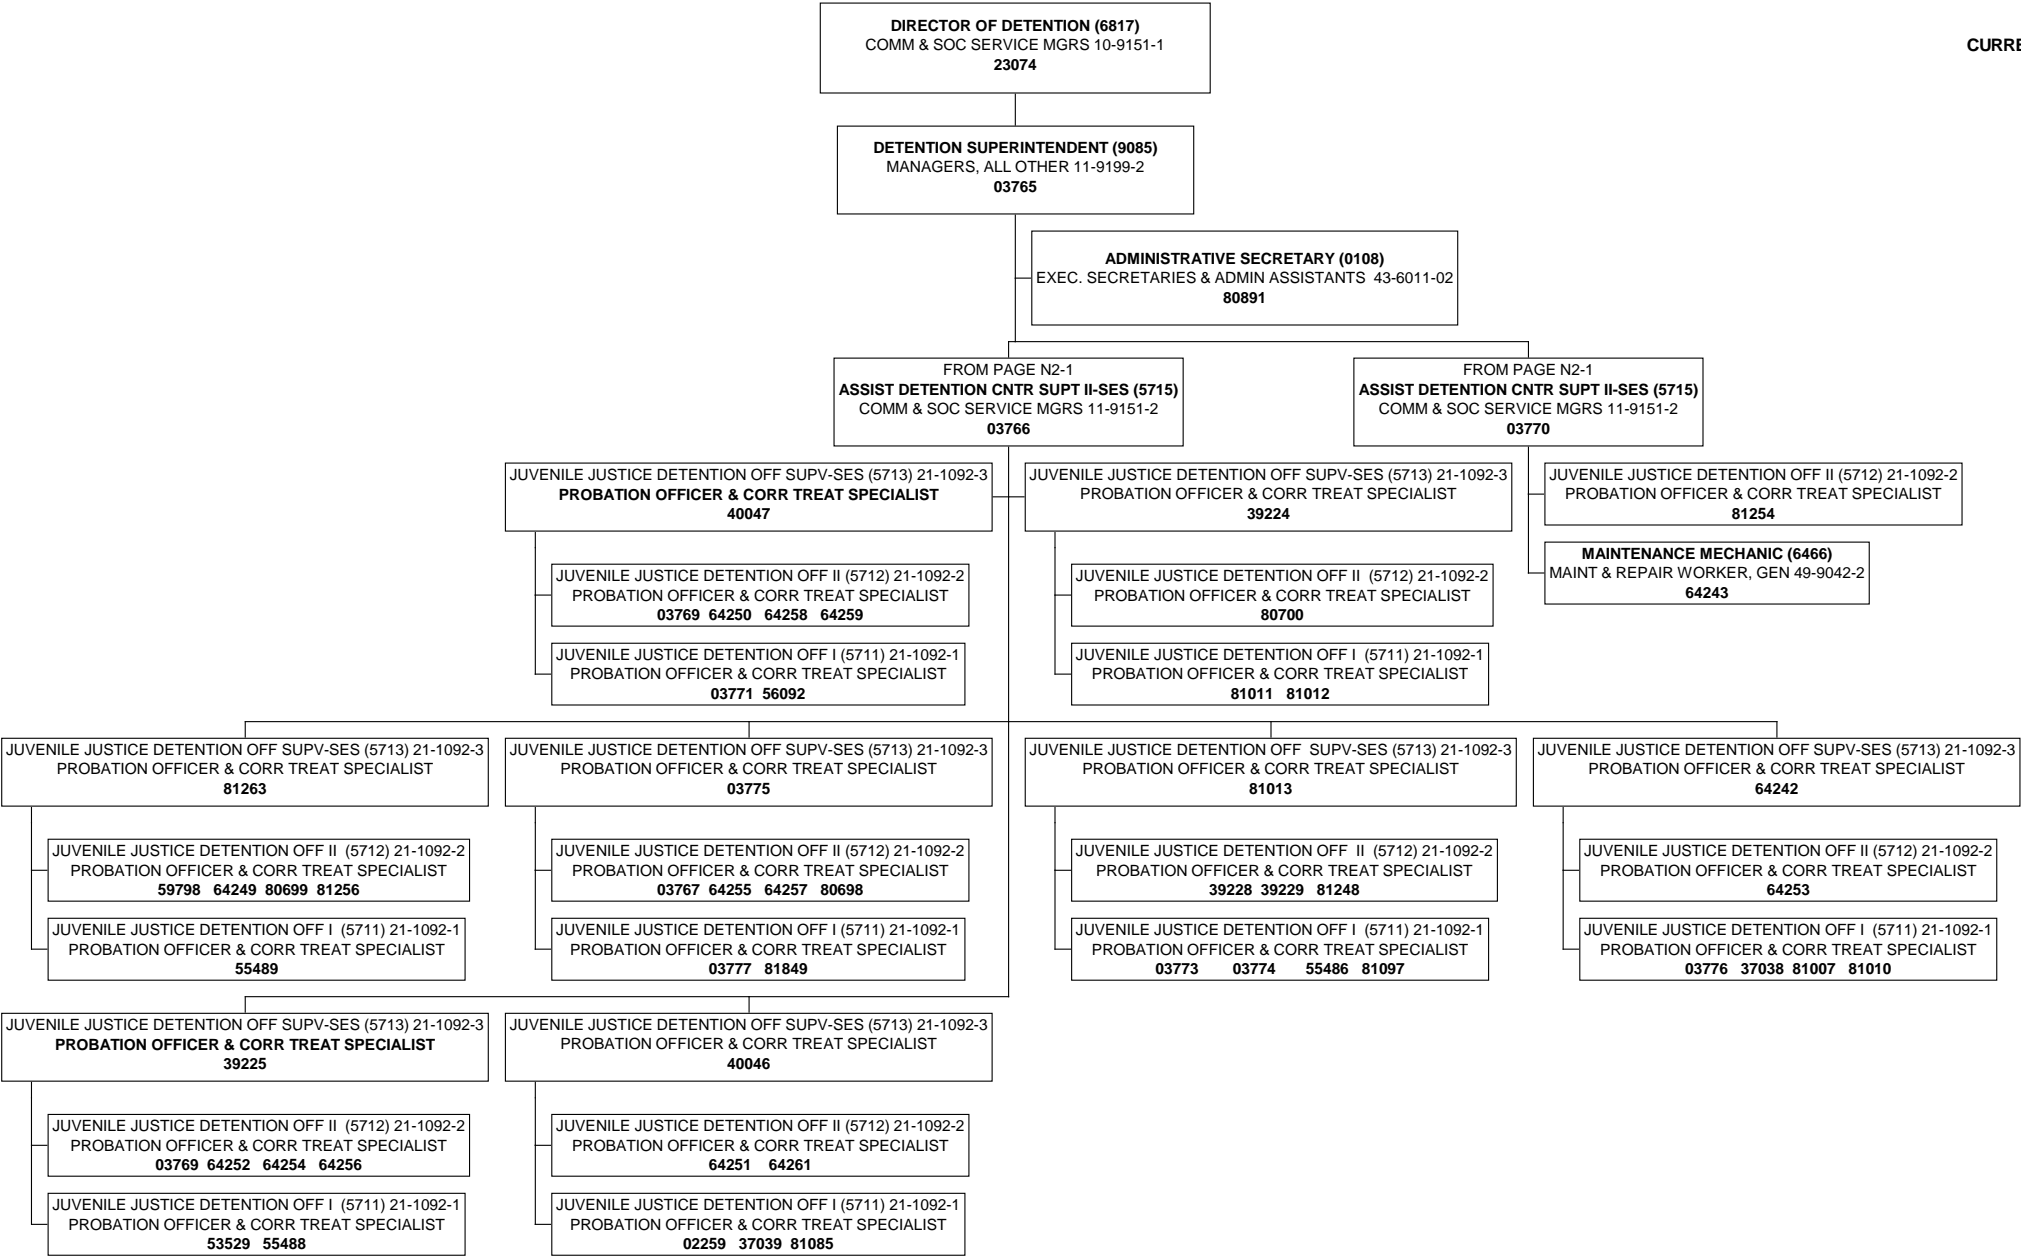 DIRECTOR OF DETENTION (6817)
COMM & SOC SERVICE MGRS 10-9151-1
23074
CURRE
DETENTION SUPERINTENDENT (9085)
MANAGERS, ALL OTHER 11-9199-2
03765
ADMINISTRATIVE SECRETARY (0108)
EXEC. SECRETARIES & ADMIN ASSISTANTS 43-6011-02
80891
FROM PAGE N2-1
ASSIST DETENTION CNTR SUPT II-SES (5715)
COMM & SOC SERVICE MGRS 11-9151-2
03766
FROM PAGE N2-1
ASSIST DETENTION CNTR SUPT II-SES (5715)
COMM & SOC SERVICE MGRS 11-9151-2
03770
JUVENILE JUSTICE DETENTION OFF SUPV-SES (5713) 21-1092-3
PROBATION OFFICER & CORR TREAT SPECIALIST
40047
JUVENILE JUSTICE DETENTION OFF SUPV-SES (5713) 21-1092-3
PROBATION OFFICER & CORR TREAT SPECIALIST
39224
JUVENILE JUSTICE DETENTION OFF II (5712) 21-1092-2
PROBATION OFFICER & CORR TREAT SPECIALIST
81254
MAINTENANCE MECHANIC (6466)
MAINT & REPAIR WORKER, GEN 49-9042-2
64243
JUVENILE JUSTICE DETENTION OFF II (5712) 21-1092-2
PROBATION OFFICER & CORR TREAT SPECIALIST
03769 64250 64258 64259
JUVENILE JUSTICE DETENTION OFF II (5712) 21-1092-2
PROBATION OFFICER & CORR TREAT SPECIALIST
80700
JUVENILE JUSTICE DETENTION OFF I (5711) 21-1092-1
PROBATION OFFICER & CORR TREAT SPECIALIST
03771 56092
JUVENILE JUSTICE DETENTION OFF I (5711) 21-1092-1
PROBATION OFFICER & CORR TREAT SPECIALIST
81011 81012
JUVENILE JUSTICE DETENTION OFF SUPV-SES (5713) 21-1092-3
PROBATION OFFICER & CORR TREAT SPECIALIST
81263
JUVENILE JUSTICE DETENTION OFF SUPV-SES (5713) 21-1092-3
PROBATION OFFICER & CORR TREAT SPECIALIST
03775
JUVENILE JUSTICE DETENTION OFF SUPV-SES (5713) 21-1092-3
PROBATION OFFICER & CORR TREAT SPECIALIST
81013
JUVENILE JUSTICE DETENTION OFF SUPV-SES (5713) 21-1092-3
PROBATION OFFICER & CORR TREAT SPECIALIST
64242
JUVENILE JUSTICE DETENTION OFF II (5712) 21-1092-2
PROBATION OFFICER & CORR TREAT SPECIALIST
59798 64249 80699 81256
JUVENILE JUSTICE DETENTION OFF II (5712) 21-1092-2
PROBATION OFFICER & CORR TREAT SPECIALIST
03767 64255 64257 80698
JUVENILE JUSTICE DETENTION OFF II (5712) 21-1092-2
PROBATION OFFICER & CORR TREAT SPECIALIST
39228 39229 81248
JUVENILE JUSTICE DETENTION OFF II (5712) 21-1092-2
PROBATION OFFICER & CORR TREAT SPECIALIST
64253
JUVENILE JUSTICE DETENTION OFF I (5711) 21-1092-1
PROBATION OFFICER & CORR TREAT SPECIALIST
55489
JUVENILE JUSTICE DETENTION OFF I (5711) 21-1092-1
PROBATION OFFICER & CORR TREAT SPECIALIST
03777 81849
JUVENILE JUSTICE DETENTION OFF I (5711) 21-1092-1
PROBATION OFFICER & CORR TREAT SPECIALIST
03773 03774 55486 81097
JUVENILE JUSTICE DETENTION OFF I (5711) 21-1092-1
PROBATION OFFICER & CORR TREAT SPECIALIST
03776 37038 81007 81010
JUVENILE JUSTICE DETENTION OFF SUPV-SES (5713) 21-1092-3
PROBATION OFFICER & CORR TREAT SPECIALIST
39225
JUVENILE JUSTICE DETENTION OFF SUPV-SES (5713) 21-1092-3
PROBATION OFFICER & CORR TREAT SPECIALIST
40046
JUVENILE JUSTICE DETENTION OFF II (5712) 21-1092-2
PROBATION OFFICER & CORR TREAT SPECIALIST
03769 64252 64254 64256
JUVENILE JUSTICE DETENTION OFF II (5712) 21-1092-2
PROBATION OFFICER & CORR TREAT SPECIALIST
64251 64261
JUVENILE JUSTICE DETENTION OFF I (5711) 21-1092-1
PROBATION OFFICER & CORR TREAT SPECIALIST
53529 55488
JUVENILE JUSTICE DETENTION OFF I (5711) 21-1092-1
PROBATION OFFICER & CORR TREAT SPECIALIST
02259 37039 81085